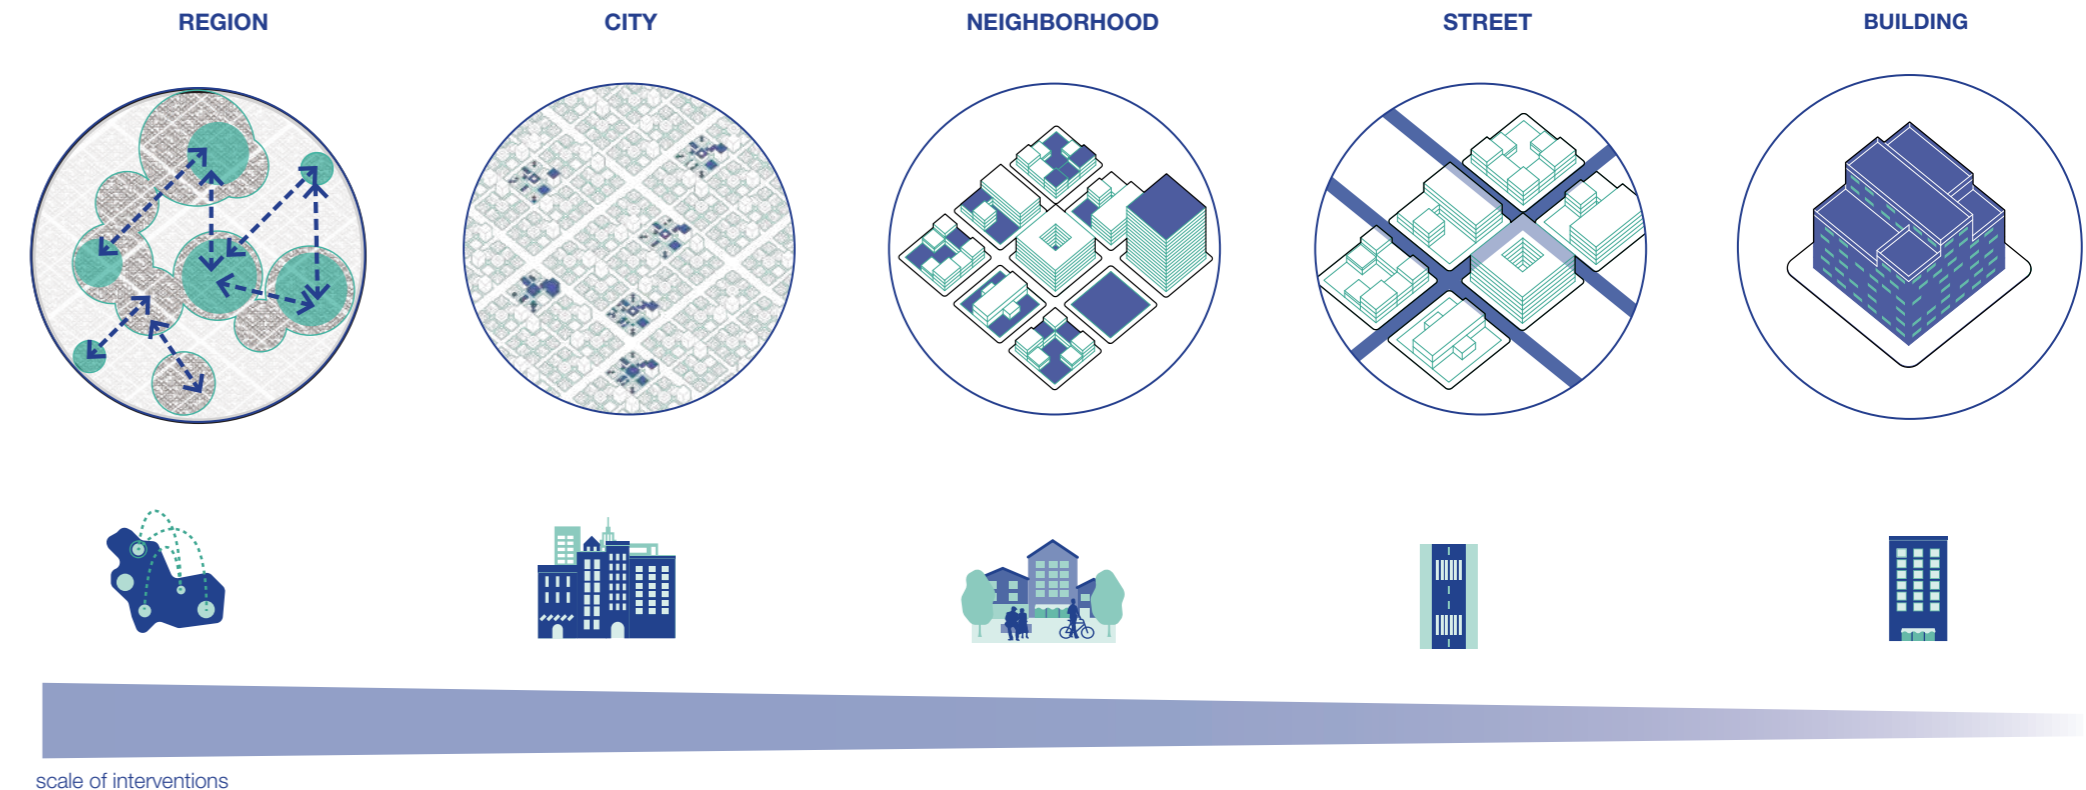 REGION
CITY
NEIGHBORHOOD
STREET
BUILDING
scale of interventions